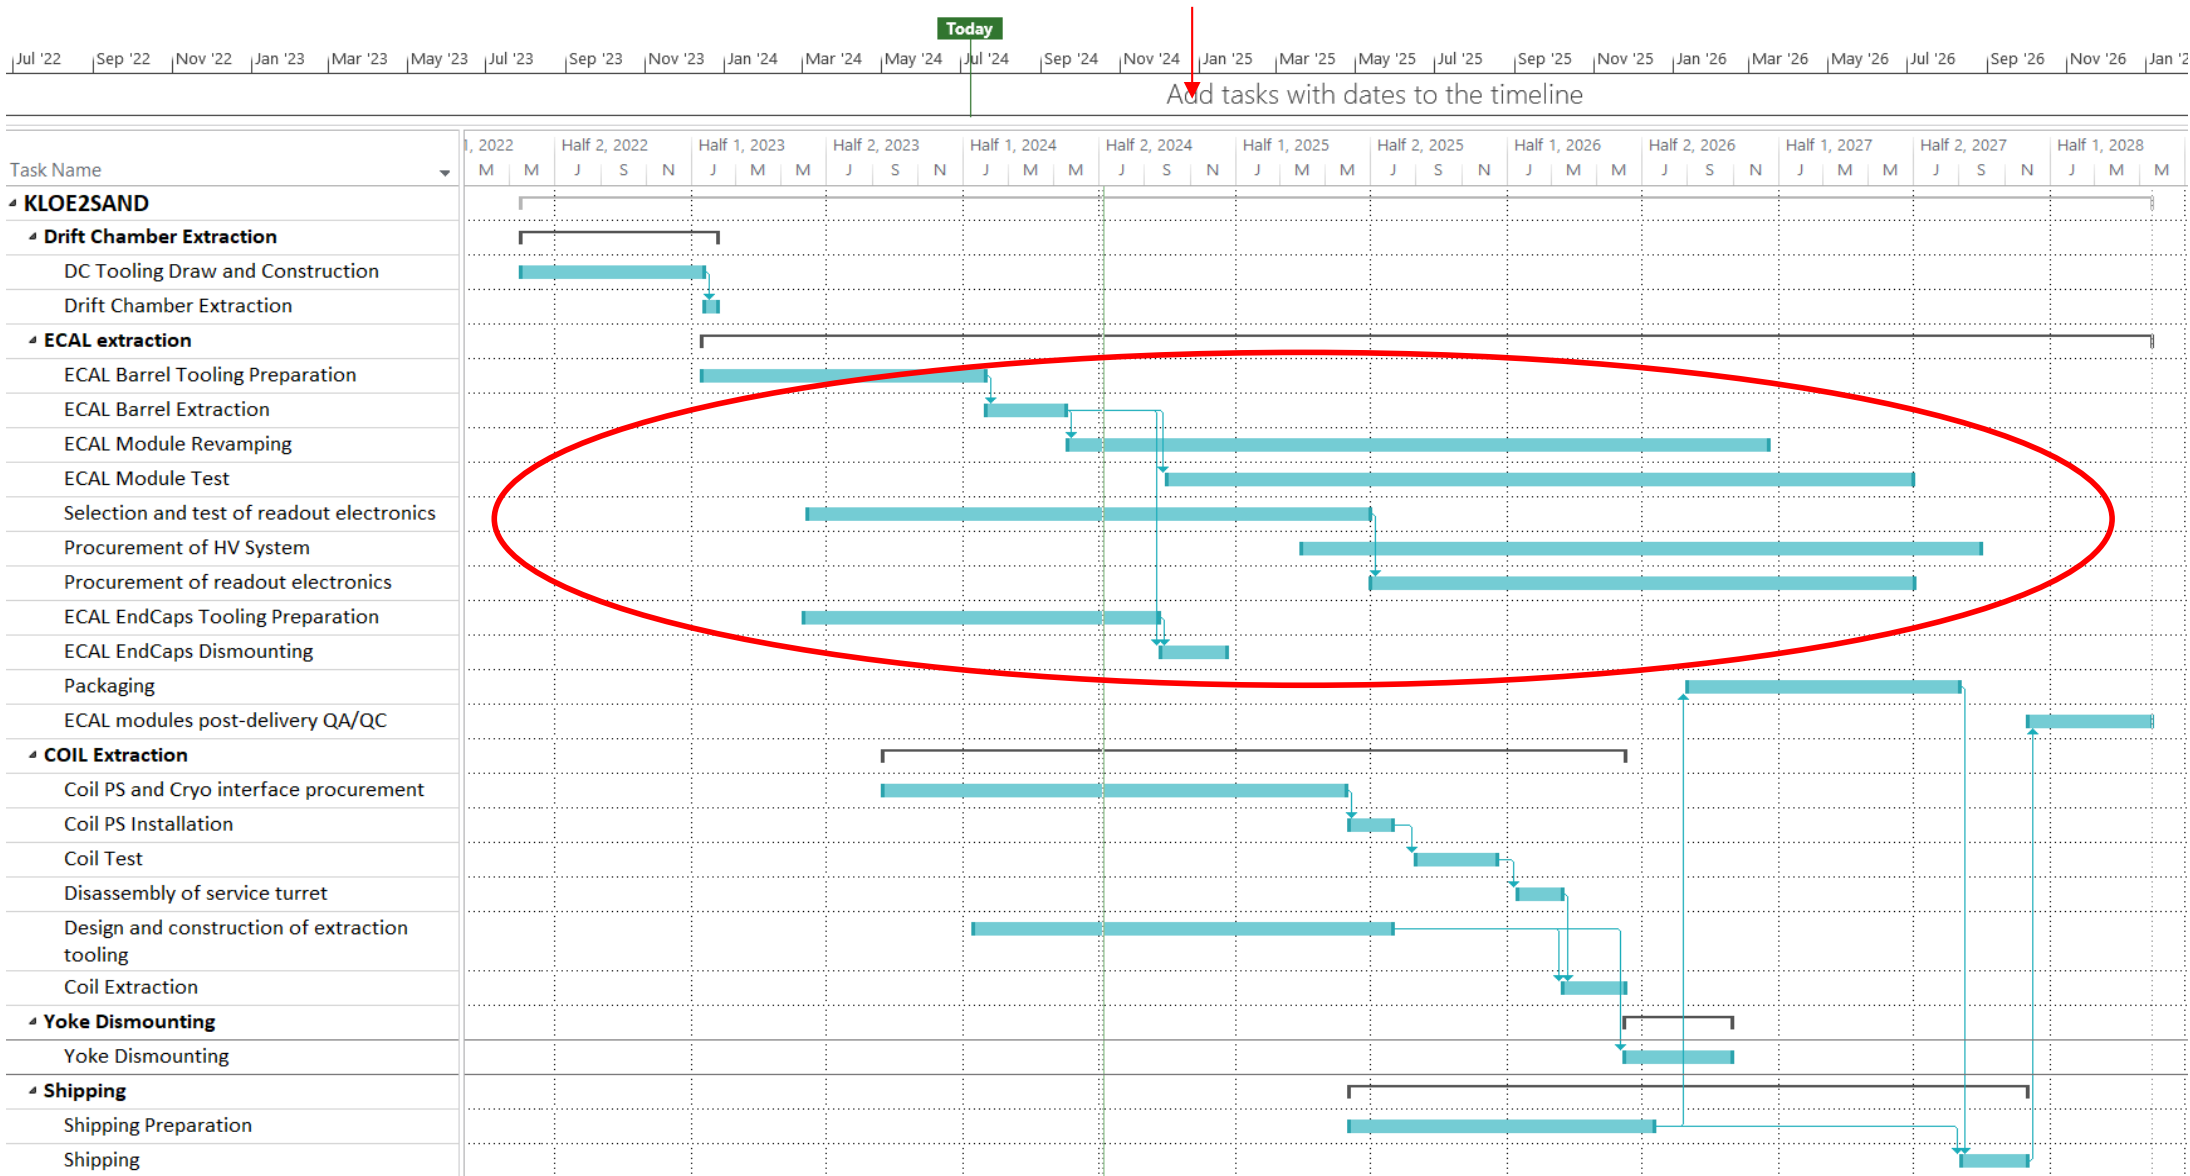 Today
Jul '22 Sep '22 Nov '22 Jan '23 Mar '23 May '23 Jul '23 Sep '23 Nov '23 Jan '24 Mar '24 May '24 Jul '24 Sep '24 Nov '24 Jan '25 Mar '25 May '25 Jul '25 Sep '25 Nov '25 Jan '26 Mar '26 May '26 Jul '26 Sep '26 Nov '26 Jan '2
Add tasks with dates to the timeline
1, 2022 Half 2, 2022 Half 1, 2023 Half 2, 2023 Half 1, 2024 Half 2, 2024 Half 1, 2025 Half 2, 2025 Half 1, 2026 Half 2, 2026 Half 1, 2027 Half 2, 2027 Half 1, 2028
Task Name M M J S N J M M J S N J M M J S N J M M J S N J M M J S N J M M J S N J M M
KLOE2SAND
Drift Chamber Extraction
DC Tooling Draw and Construction
Drift Chamber Extraction
ECAL extraction
ECAL Barrel Tooling Preparation
ECAL Barrel Extraction
ECAL Module Revamping
ECAL Module Test
Selection and test of readout electronics
Procurement of HV System
Procurement of readout electronics
ECAL EndCaps Tooling Preparation
ECAL EndCaps Dismounting
Packaging
ECAL modules post-delivery QA/QC
COIL Extraction
Coil PS and Cryo interface procurement
Coil PS Installation
Coil Test
Disassembly of service turret
Design and construction of extraction
tooling
Coil Extraction
Yoke Dismounting
Yoke Dismounting
Shipping
Shipping Preparation
Shipping